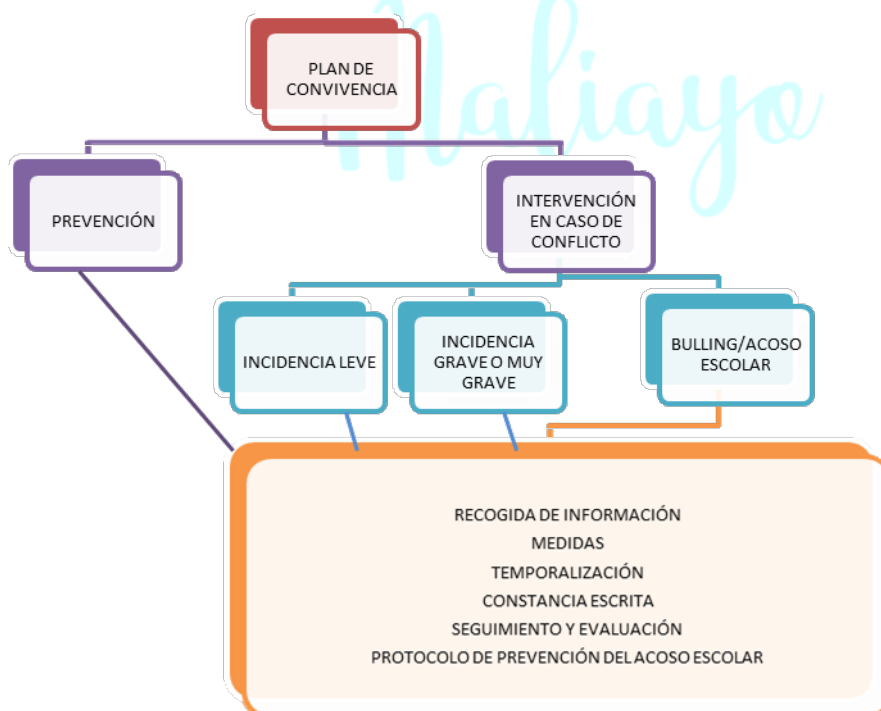 Maliayo
PLAN DE
CONVIVENCIA
PREVENCIÓN
INTERVENCIÓN
EN CASO DE
CONFLICTO
INCIDENCIA LEVE
INCIDENCIA
GRAVE O MUY
GRAVE
BULLING/ACOSO
ESCOLAR
RECOGIDA DE INFORMACIÓN
MEDIDAS
TEMPORALIZACIÓN
CONSTANCIA ESCRITA
SEGUIMIENTO Y EVALUACIÓN
PROTOCOLO DE PREVENCIÓN DEL ACOSO ESCOLAR